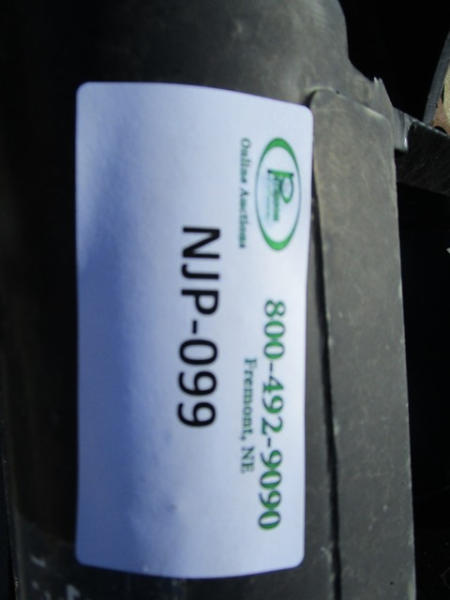 Online Auctions
800-492-9090
Fremont, NE
NJP-099